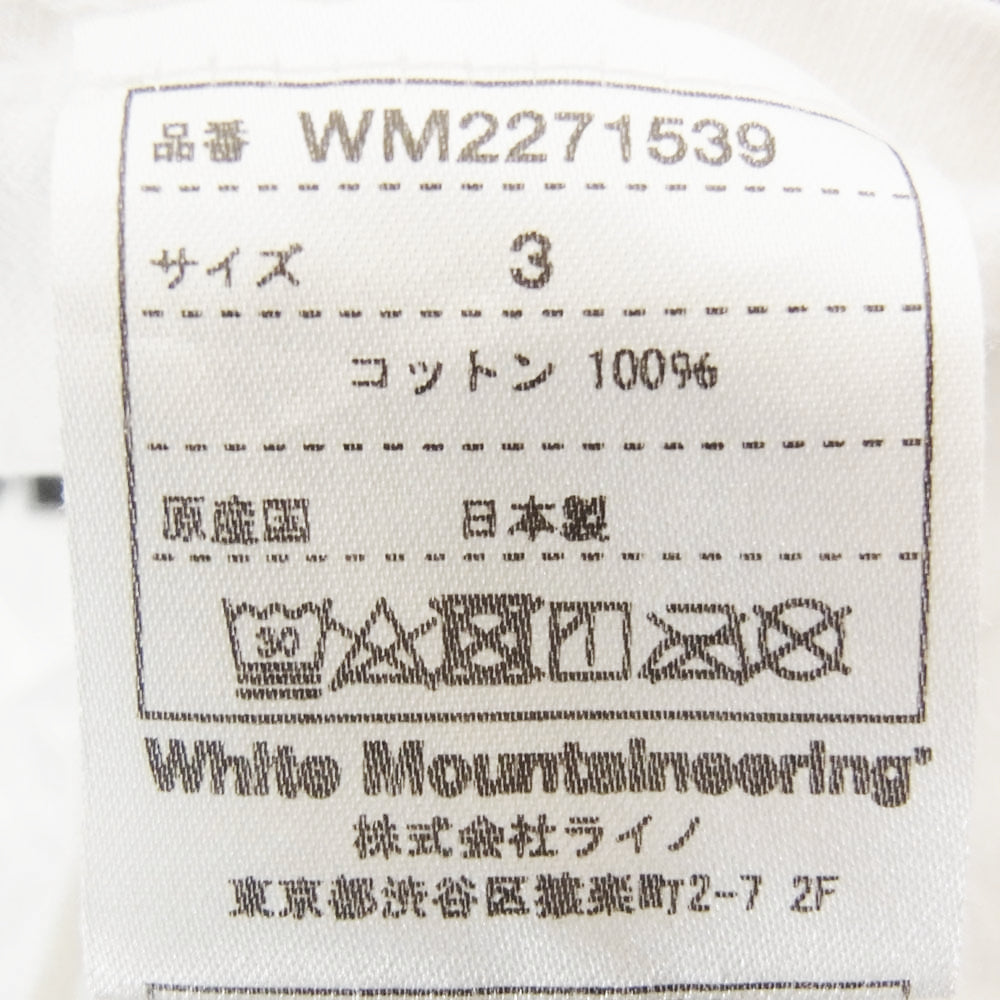 品番 WM2271539
サイズ 3
コットン 100%
原産国 日本製
30
White Mountaineering®
株式会社ライノ
東京都渋谷区猿楽町2-7 2F